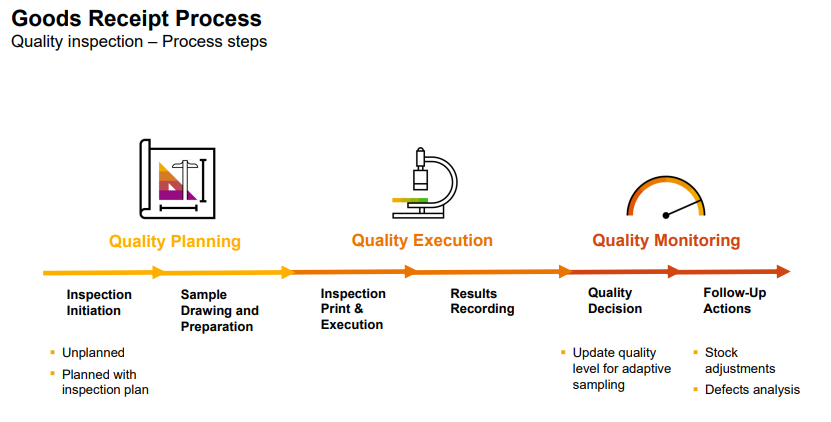 Goods Receipt Process
Quality inspection – Process steps
Quality Planning
Quality Execution
Quality Monitoring
Inspection
Initiation
Sample
Drawing and
Preparation
Inspection
Print &
Execution
Results
Recording
Quality
Decision
Follow-Up
Actions
Unplanned
Planned with
inspection plan
Update quality
level for adaptive
sampling
Stock
adjustments
Defects analysis